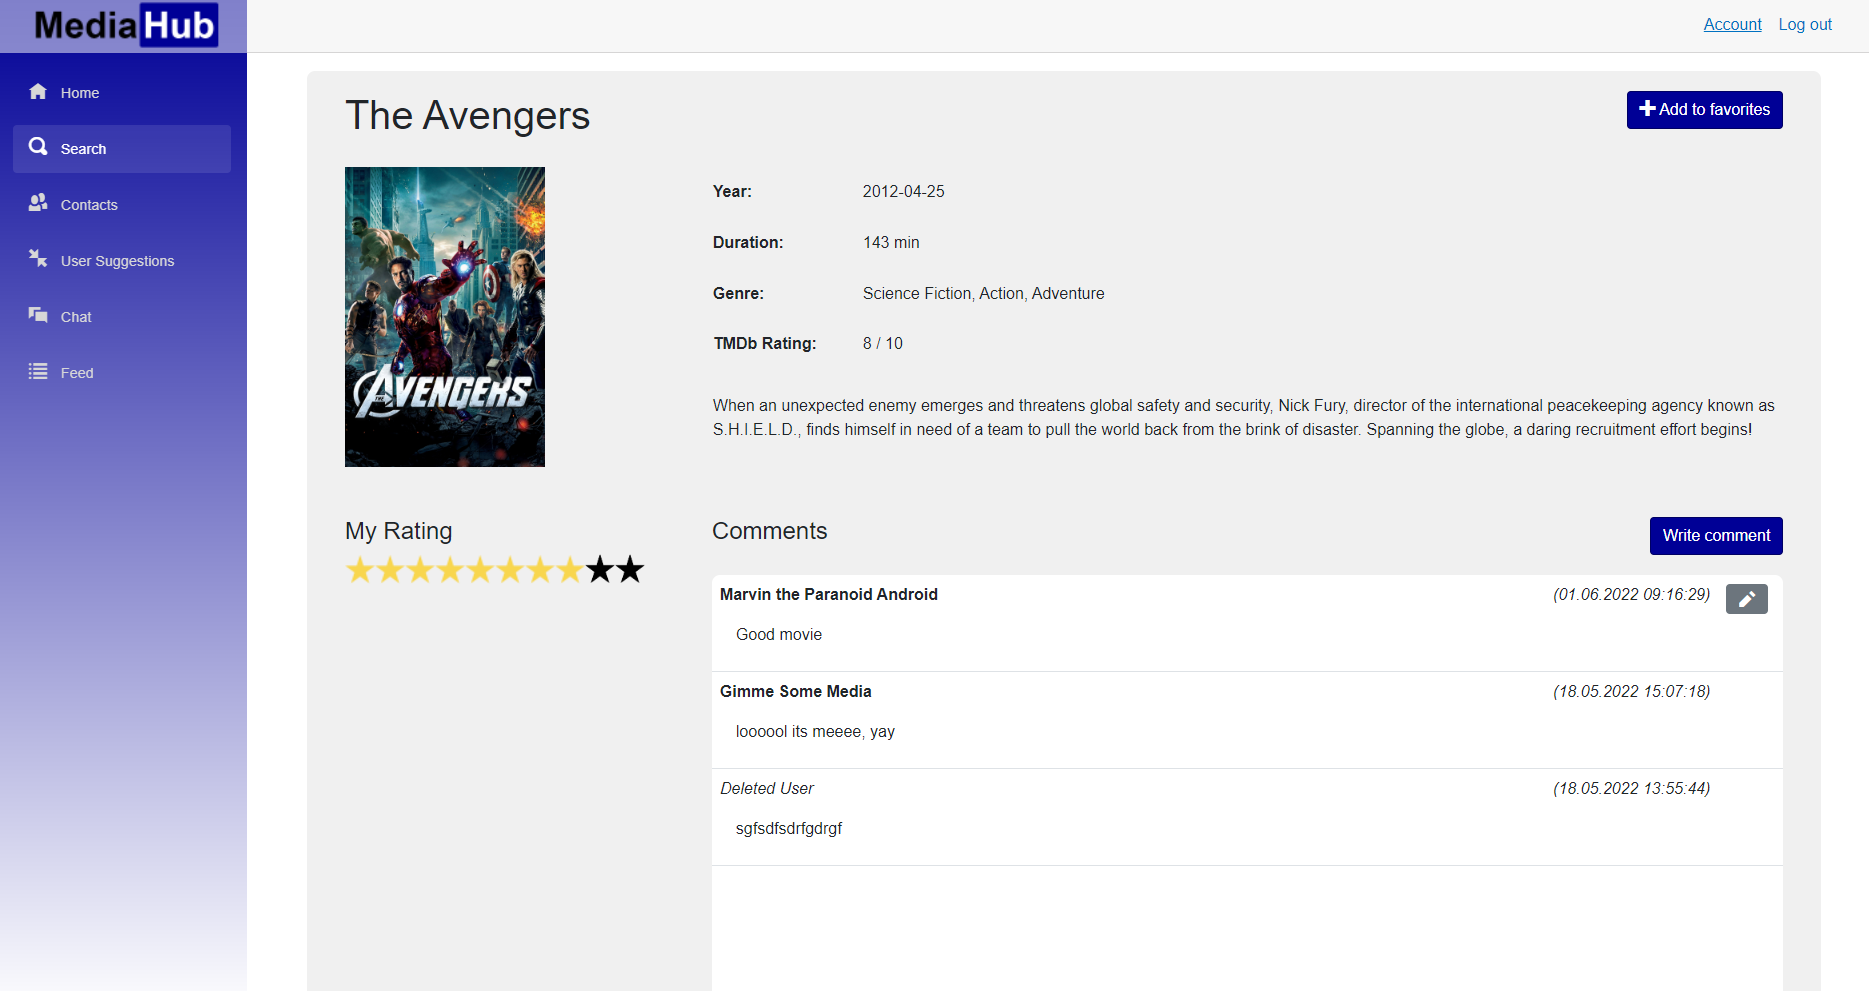 MediaHub
Account
Log out
Home
Search
Contacts
User Suggestions
Chat
Feed
The Avengers
Add to favorites
THE AVENGERS
Year: 2012-04-25
Duration: 143 min
Genre: Science Fiction, Action, Adventure
TMDb Rating: 8 / 10
When an unexpected enemy emerges and threatens global safety and security, Nick Fury, director of the international peacekeeping agency known as
S.H.I.E.L.D., finds himself in need of a team to pull the world back from the brink of disaster. Spanning the globe, a daring recruitment effort begins!
My Rating
Comments
Write comment
Marvin the Paranoid Android (01.06.2022 09:16:29)
Good movie
Gimme Some Media (18.05.2022 15:07:18)
loooool its meeee, yay
Deleted User (18.05.2022 13:55:44)
sgfsdfsdrfgdrgf